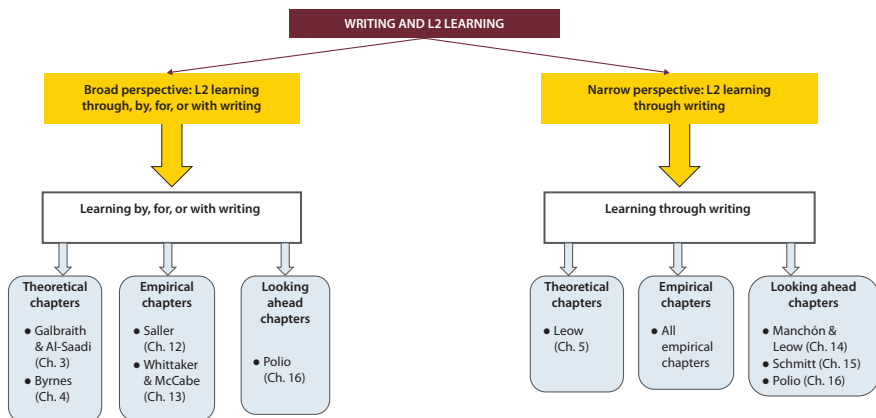 WRITING AND L2 LEARNING
Broad perspective: L2 learning
through, by, for, or with writing
Narrow perspective: L2 learning
through writing
Learning by, for, or with writing
Learning through writing
Theoretical
chapters
● Galbraith
& Al-Saadi
(Ch. 3)
● Byrnes
(Ch. 4)
Empirical
chapters
● Saller
(Ch. 12)
● Whittaker
& McCabe
(Ch. 13)
Looking
ahead
chapters
● Polio
(Ch. 16)
Theoretical
chapters
● Leow
(Ch. 5)
Empirical
chapters
● All
empirical
chapters
Looking ahead
chapters
● Manchón &
Leow (Ch. 14)
● Schmitt (Ch. 15)
● Polio (Ch. 16)